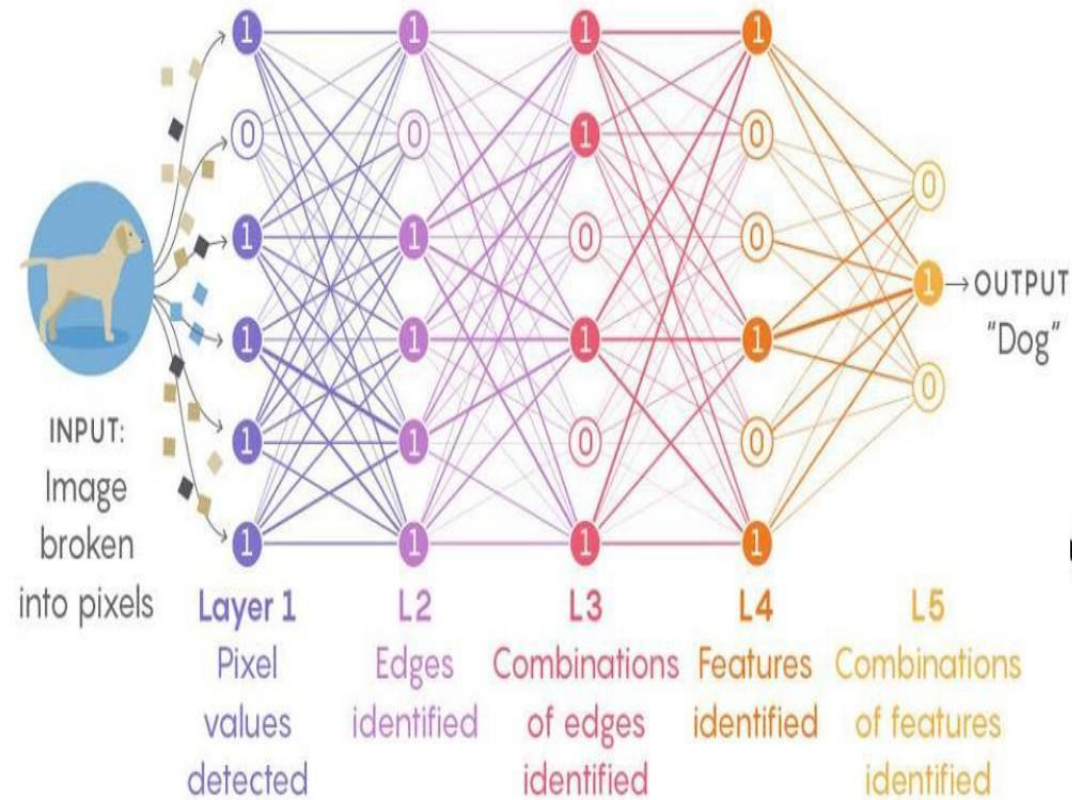 1 1 1 1
0 0 1 0
0
1 1 0 0
1 → OUTPUT
"Dog"
1 1 1 1
0
1 1 0 0
1 1 1 1
INPUT:
Image
broken
into pixels
Layer 1
Pixel
values
detected
L2
Edges
identified
L3
Combinations
of edges
identified
L4
Features
identified
L5
Combinations
of features
identified